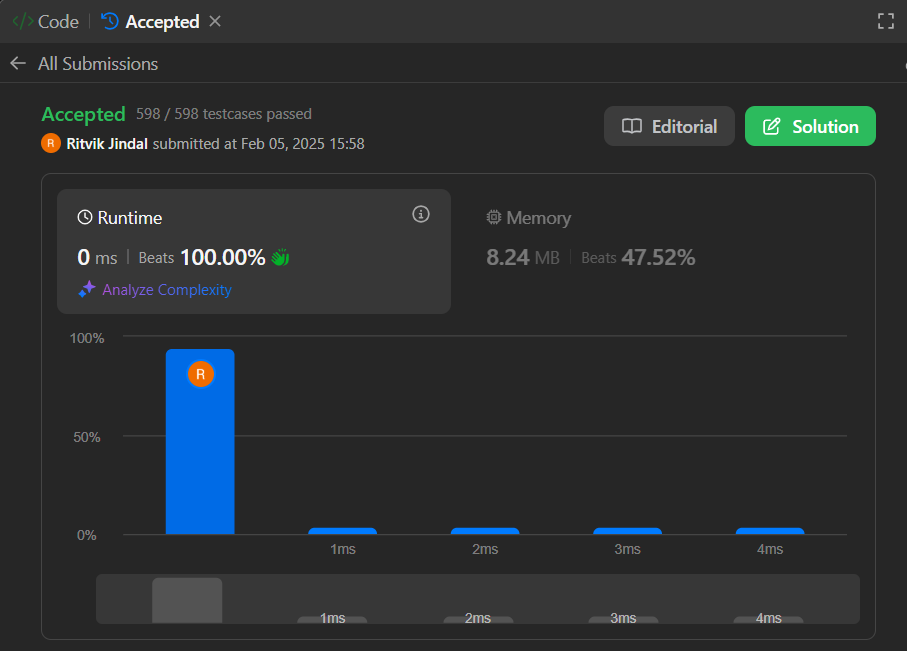 </> Code | Accepted ×
All Submissions
Accepted 598 / 598 testcases passed
R Ritvik Jindal submitted at Feb 05, 2025 15:58
Editorial
Solution
Runtime
0 ms | Beats 100.00%
Analyze Complexity
Memory
8.24 MB | Beats 47.52%
100%
R
50%
0%
1ms 2ms 3ms 4ms
1ms 2ms 3ms 4ms